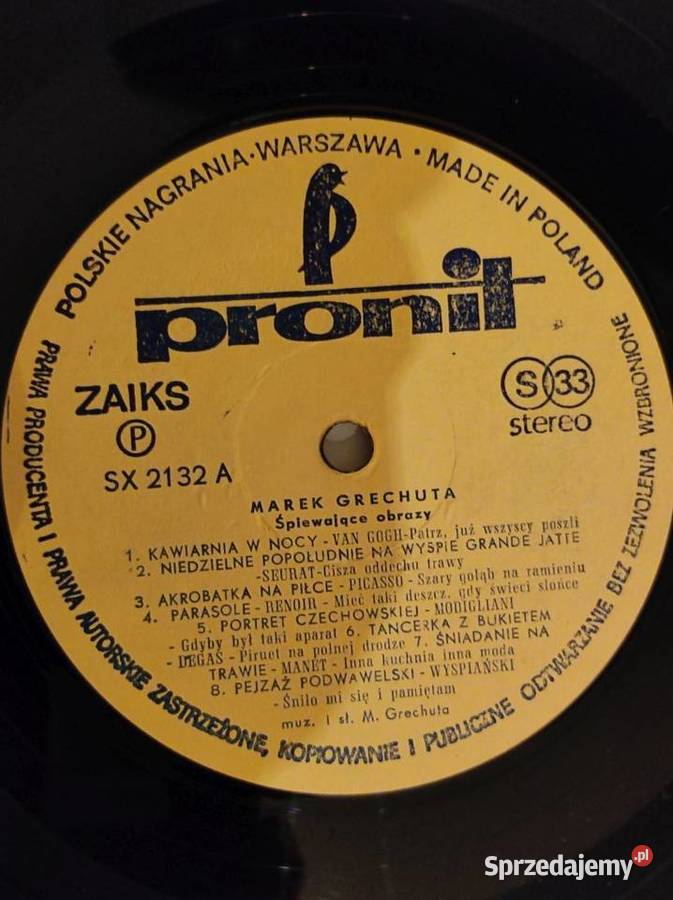 POLSKIE NAGRANIA · WARSZAWA · MADE IN POLAND
pronit
ZAIKS
P
SX 2132 A
S 33
stereo
MAREK GRECHUTA
Śpiewające obrazy
1. KAWIARNIA W NOCY - VAN GOGH - Patrz, już wszyscy poszli
2. NIEDZIELNE POPOŁUDNIE NA WYSPIE GRANDE JATTE
- SEURAT - Cisza oddechu trawy
3. AKROBATKA NA PIŁCE - PICASSO - Szary gołąb na ramieniu
4. PARASOLE - RENOIR - Mieć taki deszcz, gdy świeci słońce
5. PORTRET CZECHOWSKIEJ - MODIGLIANI
- Gdyby był taki aparat 6. TANCERKA Z BUKIETEM
- DEGAS - Piruet na polnej drodze 7. ŚNIADANIE NA
TRAWIE - MANET - Inna kuchnia inna moda
8. PEJZAŻ PODWAWELSKI - WYSPIAŃSKI
- Śniło mi się i pamiętam
muz. i sł. M. Grechuta
PRAWA PRODUCENTA I PRAWA AUTORSKIE ZASTRZEŻONE, KOPIOWANIE I PUBLICZNE ODTWARZANIE BEZ ZEZWOLENIA WZBRONIONE
Sprzedajemy.pl